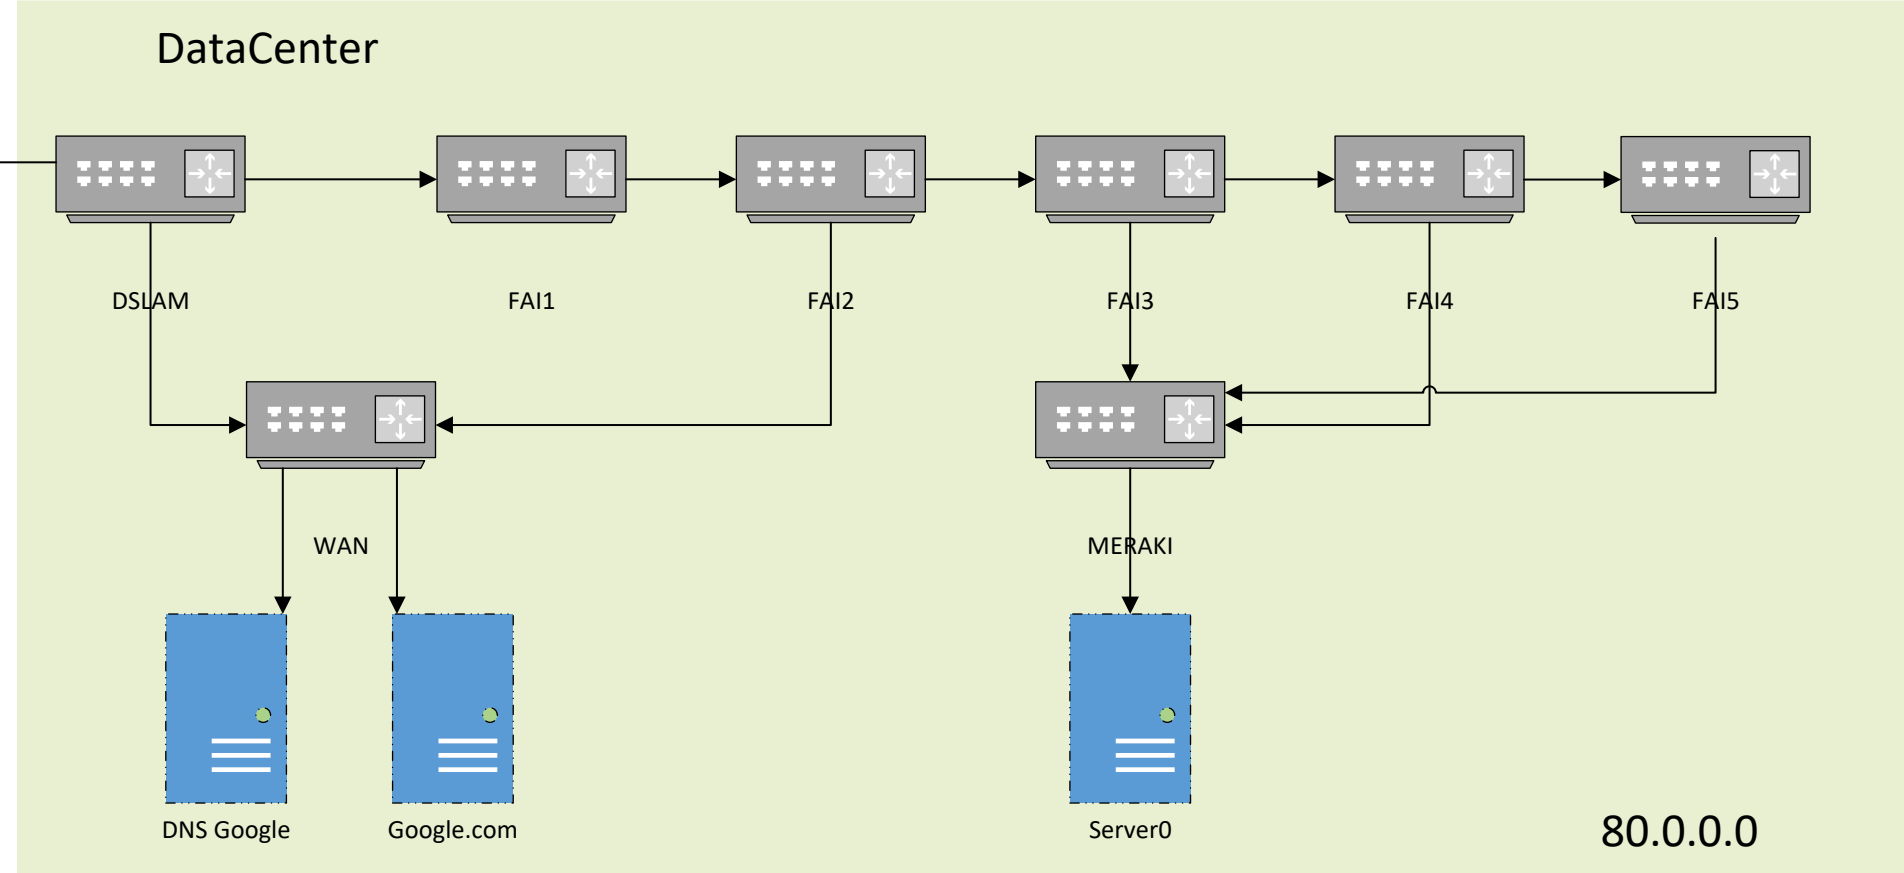 DataCenter
DSLAM
FAI1
FAI2
FAI3
FAI4
FAI5
WAN
MERAKI
DNS Google
Google.com
Server0
80.0.0.0